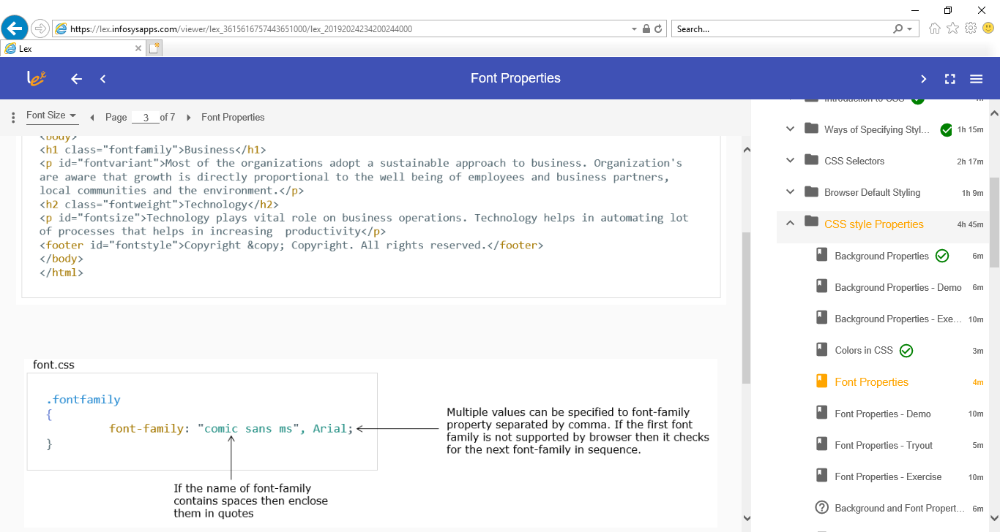 https://lex.infosysapps.com/viewer/lex_3615616757443651000/lex_20192024234200244000
Search...
Lex
lex
Font Properties
Font Size
Page 3 of 7
Font Properties
<body>
<h1 class="fontfamily">Business</h1>
<p id="fontvariant">Most of the organizations adopt a sustainable approach to business. Organization's
are aware that growth is directly proportional to the well being of employees and business partners,
local communities and the environment.</p>
<h2 class="fontweight">Technology</h2>
<p id="fontsize">Technology plays vital role on business operations. Technology helps in automating lot
of processes that helps in increasing  productivity</p>
<footer id="fontstyle">Copyright &copy; Copyright. All rights reserved.</footer>
</body>
</html>
font.css
.fontfamily
{
font-family: "comic sans ms", Arial;
}
Multiple values can be specified to font-family
property separated by comma. If the first font
family is not supported by browser then it checks
for the next font-family in sequence.
If the name of font-family
contains spaces then enclose
them in quotes
Introduction to CSS
Ways of Specifying Styl... 1h 15m
CSS Selectors 2h 17m
Browser Default Styling 1h 9m
CSS style Properties 4h 45m
Background Properties 6m
Background Properties - Demo 6m
Background Properties - Exe... 10m
Colors in CSS 3m
Font Properties 4m
Font Properties - Demo 10m
Font Properties - Tryout 5m
Font Properties - Exercise 10m
Background and Font Propert... 6m